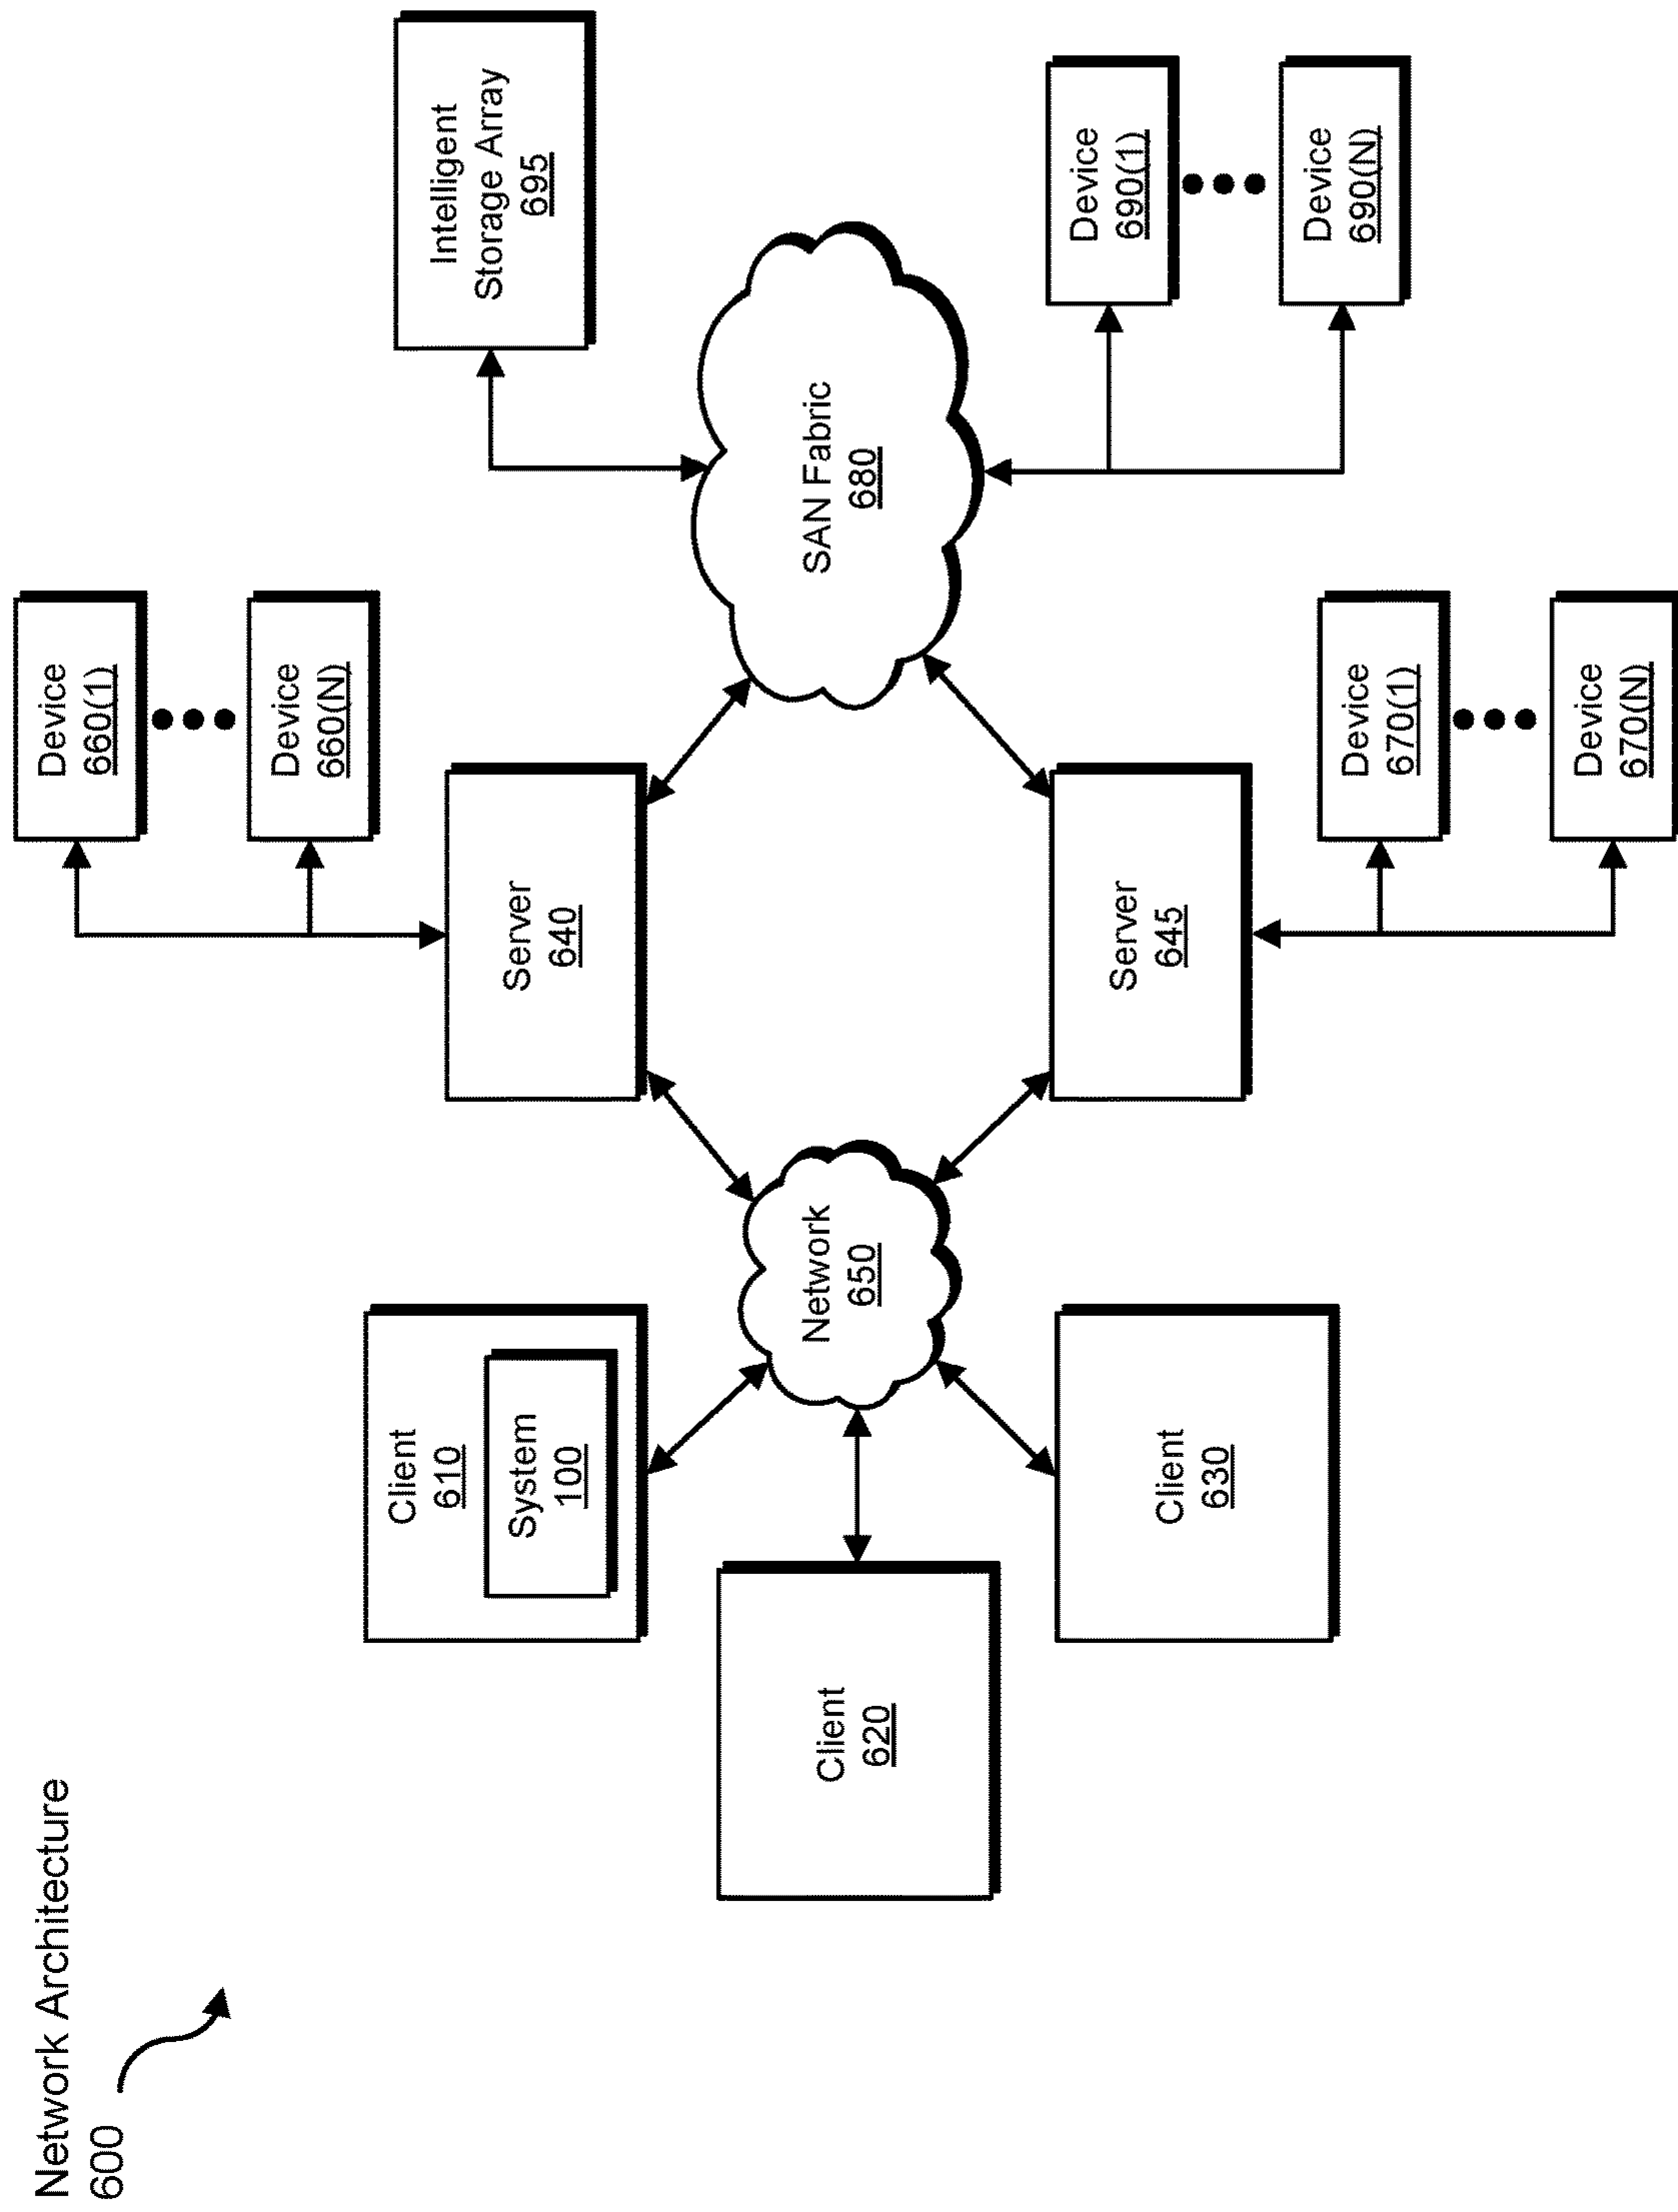 Network Architecture
600
Client
610
System
100
Client
620
Client
630
Network
650
Device
660(1)
Device
660(N)
Server
640
Server
645
Device
670(1)
Device
670(N)
SAN Fabric
680
Intelligent
Storage Array
695
Device
690(1)
Device
690(N)